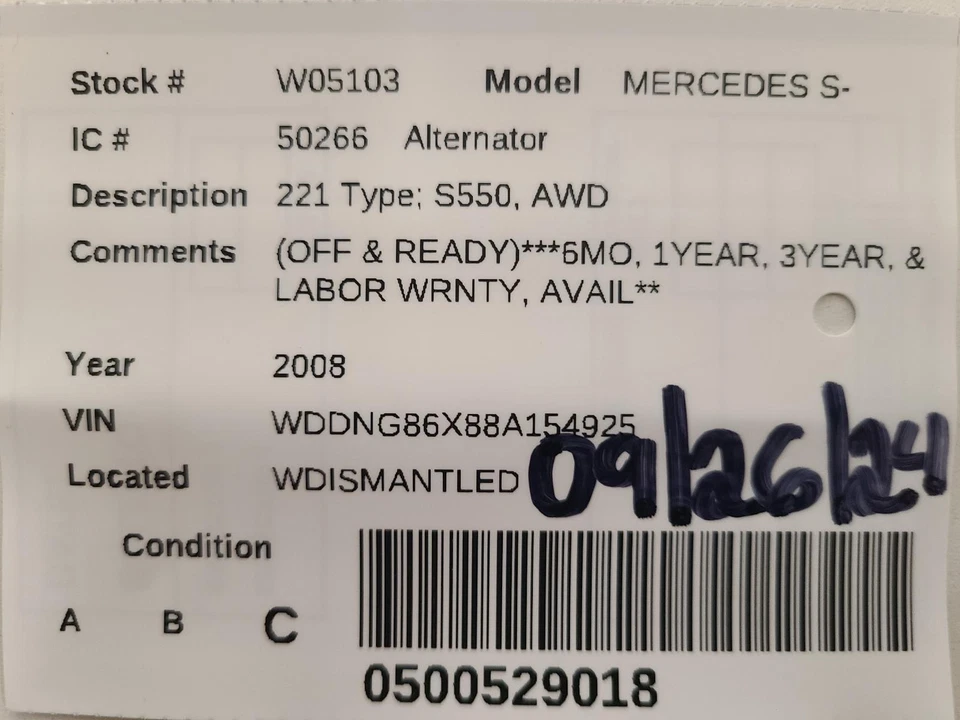 Stock # W05103 Model MERCEDES S-
IC # 50266 Alternator
Description 221 Type; S550, AWD
Comments (OFF & READY)***6MO, 1YEAR, 3YEAR, &
LABOR WRNTY, AVAIL**
Year 2008
VIN WDDNG86X88A154925
Located WDISMANTLED
09/26/24
Condition
A B C
0500529018